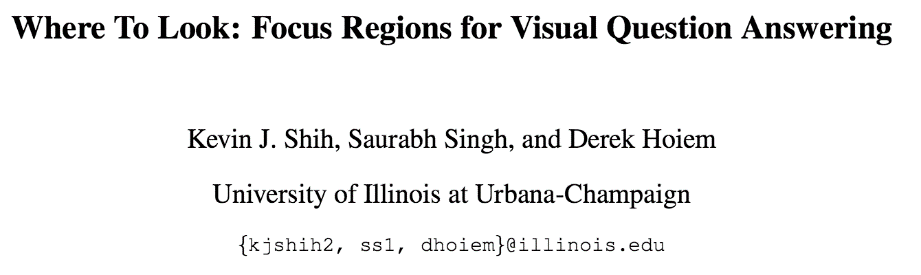 Where To Look: Focus Regions for Visual Question Answering
Kevin J. Shih, Saurabh Singh, and Derek Hoiem
University of Illinois at Urbana-Champaign
{kjshih2, ss1, dhoiem}@illinois.edu